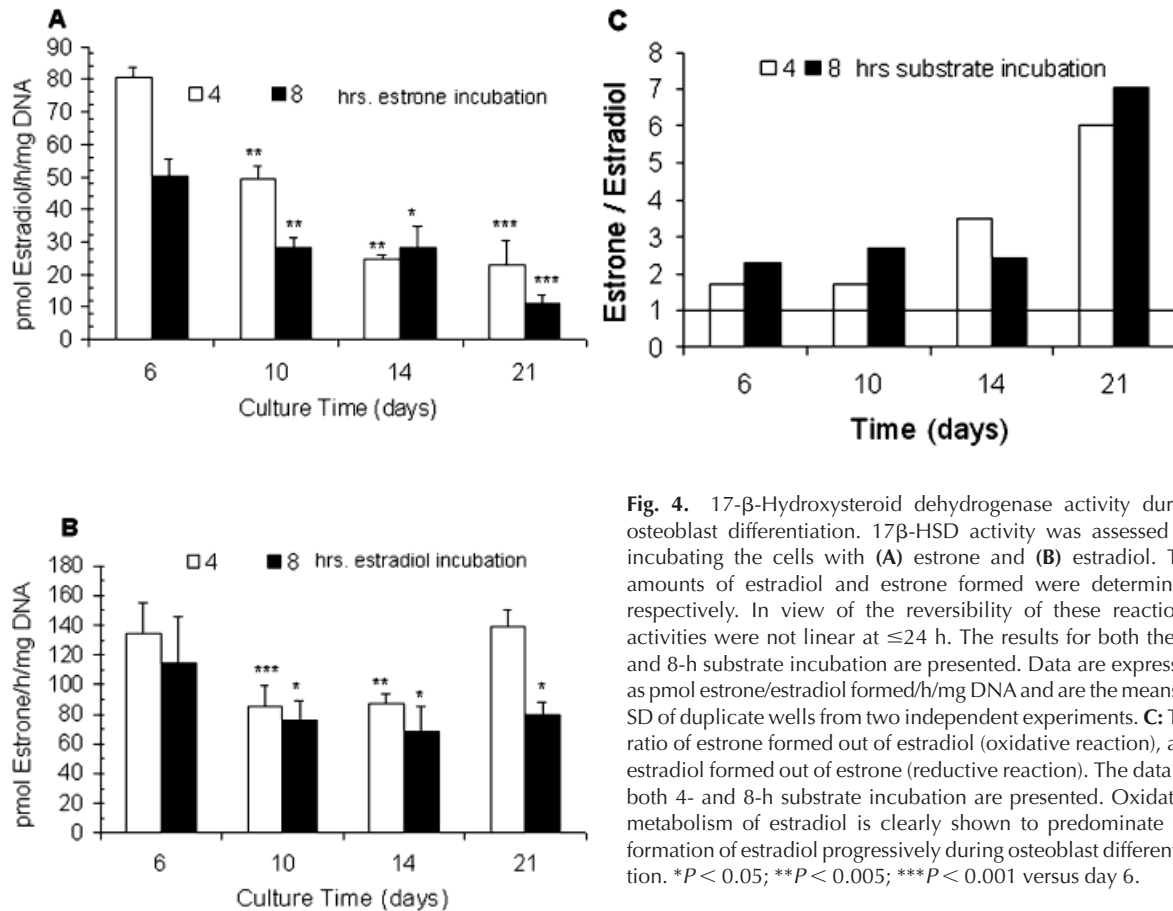 A
pmol Estradiol/h/mg DNA
90
80
70
60
50
40
30
20
10
0
4 8 hrs. estrone incubation
** ** ** * *** ***
6 10 14 21
Culture Time (days)
C
Estrone / Estradiol
8
7
6
5
4
3
2
1
0
4 8 hrs substrate incubation
6 10 14 21
Time (days)
B
pmol Estrone/h/mg DNA
180
160
140
120
100
80
60
40
20
0
4 8 hrs. estradiol incubation
*** * ** * *
6 10 14 21
Culture Time (days)
Fig. 4. 17-β-Hydroxysteroid dehydrogenase activity dur
osteoblast differentiation. 17β-HSD activity was assessed
incubating the cells with (A) estrone and (B) estradiol. T
amounts of estradiol and estrone formed were determin
respectively. In view of the reversibility of these reactio
activities were not linear at ≤24 h. The results for both the
and 8-h substrate incubation are presented. Data are express
as pmol estrone/estradiol formed/h/mg DNA and are the means
SD of duplicate wells from two independent experiments. C: T
ratio of estrone formed out of estradiol (oxidative reaction), a
estradiol formed out of estrone (reductive reaction). The data
both 4- and 8-h substrate incubation are presented. Oxidat
metabolism of estradiol is clearly shown to predominate
formation of estradiol progressively during osteoblast different
tion. *P < 0.05; **P < 0.005; ***P < 0.001 versus day 6.